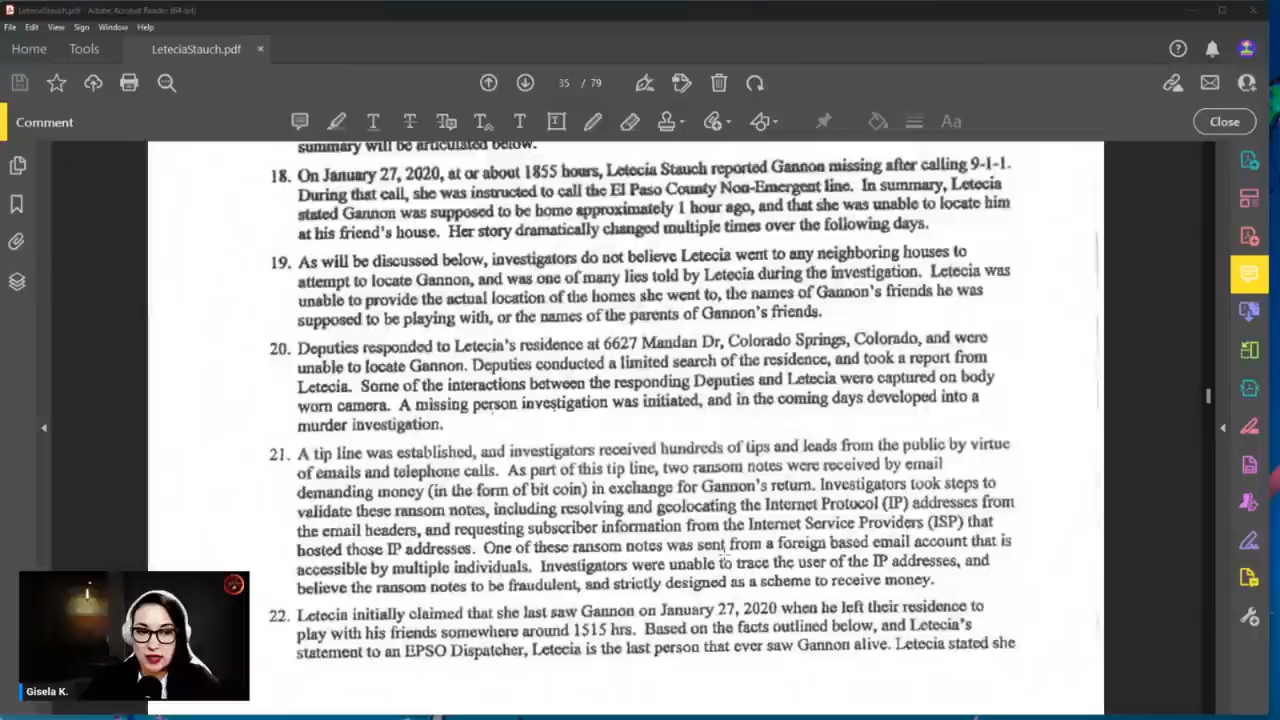 LeteciaStauch.pdf - Adobe Acrobat Reader (64-bit)
File Edit View Sign Window Help
Home Tools LeteciaStauch.pdf ×
35 / 79
Comment Aa Close
summary will be articulated below.
18. On January 27, 2020, at or about 1855 hours, Letecia Stauch reported Gannon missing after calling 9-1-1.
During that call, she was instructed to call the El Paso County Non-Emergent line. In summary, Letecia
stated Gannon was supposed to be home approximately 1 hour ago, and that she was unable to locate him
at his friend's house. Her story dramatically changed multiple times over the following days.
19. As will be discussed below, investigators do not believe Letecia went to any neighboring houses to
attempt to locate Gannon, and was one of many lies told by Letecia during the investigation. Letecia was
unable to provide the actual location of the homes she went to, the names of Gannon's friends he was
supposed to be playing with, or the names of the parents of Gannon's friends.
20. Deputies responded to Letecia's residence at 6627 Mandan Dr, Colorado Springs, Colorado, and were
unable to locate Gannon. Deputies conducted a limited search of the residence, and took a report from
Letecia. Some of the interactions between the responding Deputies and Letecia were captured on body
worn camera. A missing person investigation was initiated, and in the coming days developed into a
murder investigation.
21. A tip line was established, and investigators received hundreds of tips and leads from the public by virtue
of emails and telephone calls. As part of this tip line, two ransom notes were received by email
demanding money (in the form of bit coin) in exchange for Gannon's return. Investigators took steps to
validate these ransom notes, including resolving and geolocating the Internet Protocol (IP) addresses from
the email headers, and requesting subscriber information from the Internet Service Providers (ISP) that
hosted those IP addresses. One of these ransom notes was sent from a foreign based email account that is
accessible by multiple individuals. Investigators were unable to trace the user of the IP addresses, and
believe the ransom notes to be fraudulent, and strictly designed as a scheme to receive money.
22. Letecia initially claimed that she last saw Gannon on January 27, 2020 when he left their residence to
play with his friends somewhere around 1515 hrs. Based on the facts outlined below, and Letecia's
statement to an EPSO Dispatcher, Letecia is the last person that ever saw Gannon alive. Letecia stated she
Gisela K.